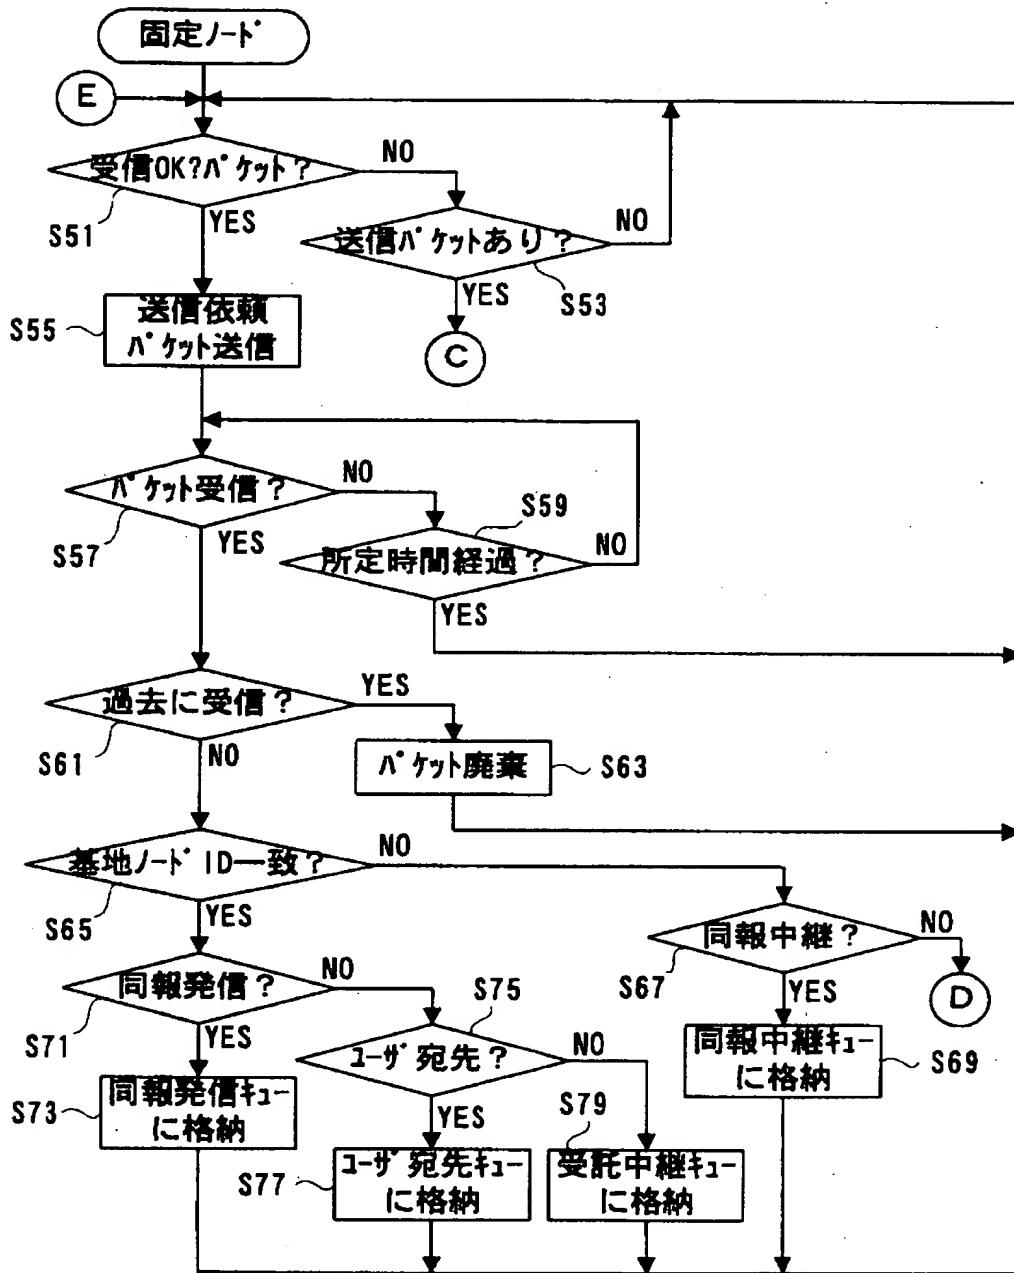 固定ノード
E
受信OK?パケット?
NO
S51
YES
送信パケットあり?
NO
S53
YES
C
S55
送信依頼
パケット送信
パケット受信?
NO
S57
YES
S59
所定時間経過?
NO
YES
過去に受信?
YES
S61
NO
パケット廃棄
S63
基地ノードID一致?
NO
S65
YES
同報中継?
NO
S67
YES
D
同報中継キュー
に格納
S69
同報発信?
NO
S71
YES
S75
ユーザ宛先?
NO
YES
S73
同報発信キュー
に格納
S77
ユーザ宛先キュー
に格納
S79
受託中継キュー
に格納